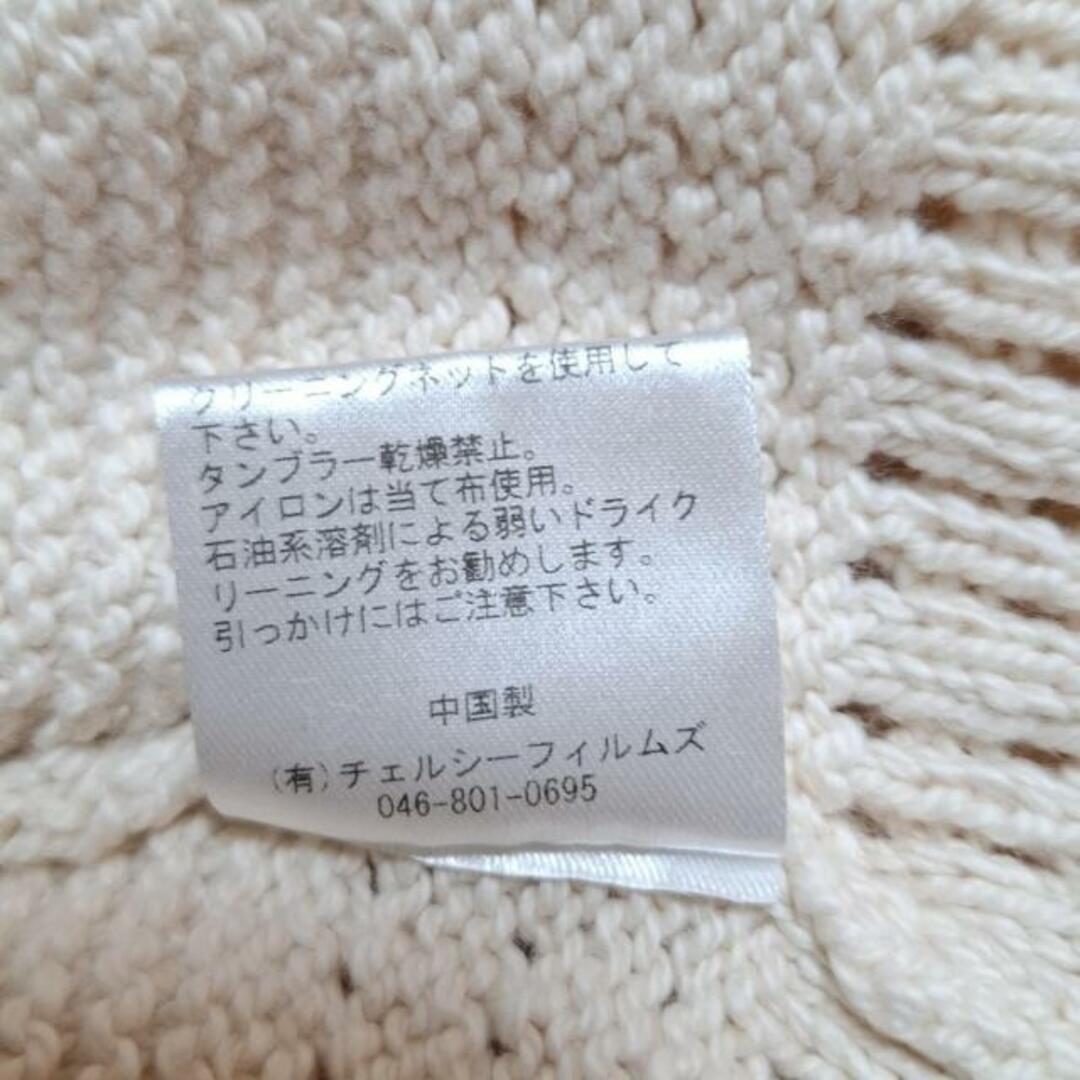 クリーニングネットを使用して
下さい。
タンブラー乾燥禁止。
アイロンは当て布使用。
石油系溶剤による弱いドライク
リーニングをお勧めします。
引っかけにはご注意下さい。
中国製
(有)チェルシーフィルムズ
046-801-0695